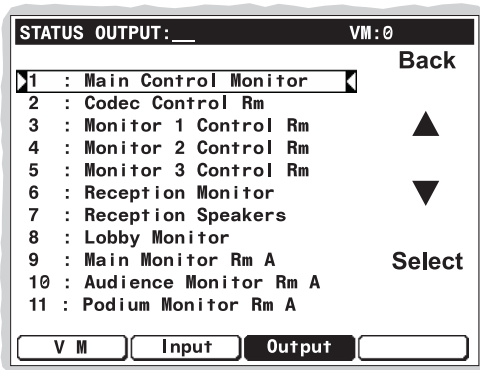 STATUS OUTPUT:__ VM:0
Back
1 : Main Control Monitor
2 : Codec Control Rm
3 : Monitor 1 Control Rm
4 : Monitor 2 Control Rm
5 : Monitor 3 Control Rm
6 : Reception Monitor
7 : Reception Speakers
8 : Lobby Monitor
9 : Main Monitor Rm A
Select
10 : Audience Monitor Rm A
11 : Podium Monitor Rm A
V M Input Output